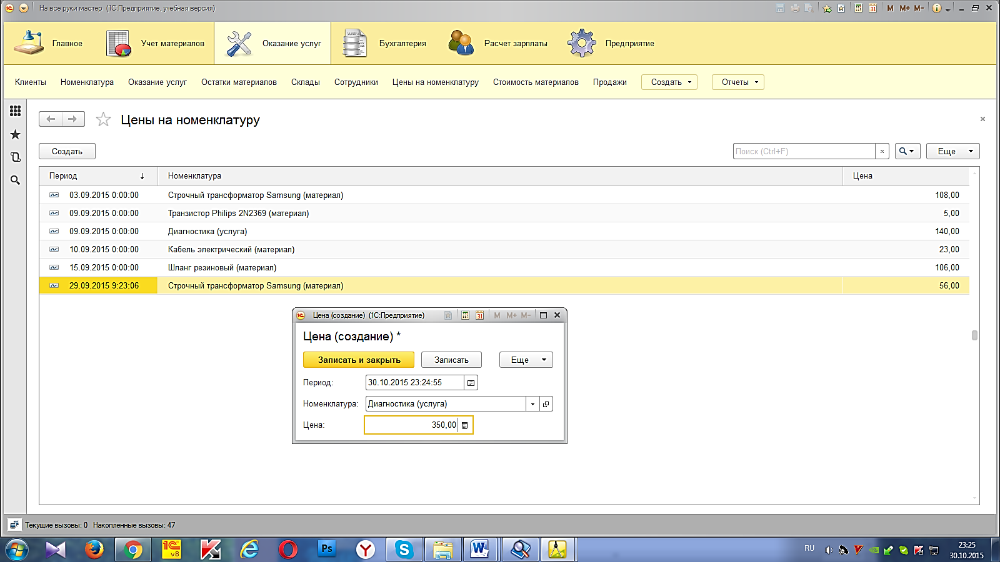 На все руки мастер (1С:Предприятие, учебная версия)
M M+ M-
Главное
Учет материалов
Оказание услуг
Бухгалтерия
Расчет зарплаты
Предприятие
Клиенты Номенклатура Оказание услуг Остатки материалов Склады Сотрудники Цены на номенклатуру Стоимость материалов Продажи Создать Отчеты
Цены на номенклатуру
Создать Поиск (Ctrl+F) Еще
Период Номенклатура Цена
03.09.2015 0:00:00 Строчный трансформатор Samsung (материал) 108,00
09.09.2015 0:00:00 Транзистор Philips 2N2369 (материал) 5,00
09.09.2015 0:00:00 Диагностика (услуга) 140,00
10.09.2015 0:00:00 Кабель электрический (материал) 23,00
15.09.2015 0:00:00 Шланг резиновый (материал) 106,00
29.09.2015 9:23:06 Строчный трансформатор Samsung (материал) 56,00
Цена (создание) (1С:Предприятие) 31 M M+ M-
Цена (создание) *
Записать и закрыть Записать Еще
Период: 30.10.2015 23:24:55
Номенклатура: Диагностика (услуга)
Цена: 350,00
Текущие вызовы: 0 Накопленные вызовы: 47
1С v8
Ps
RU
23:25
30.10.2015